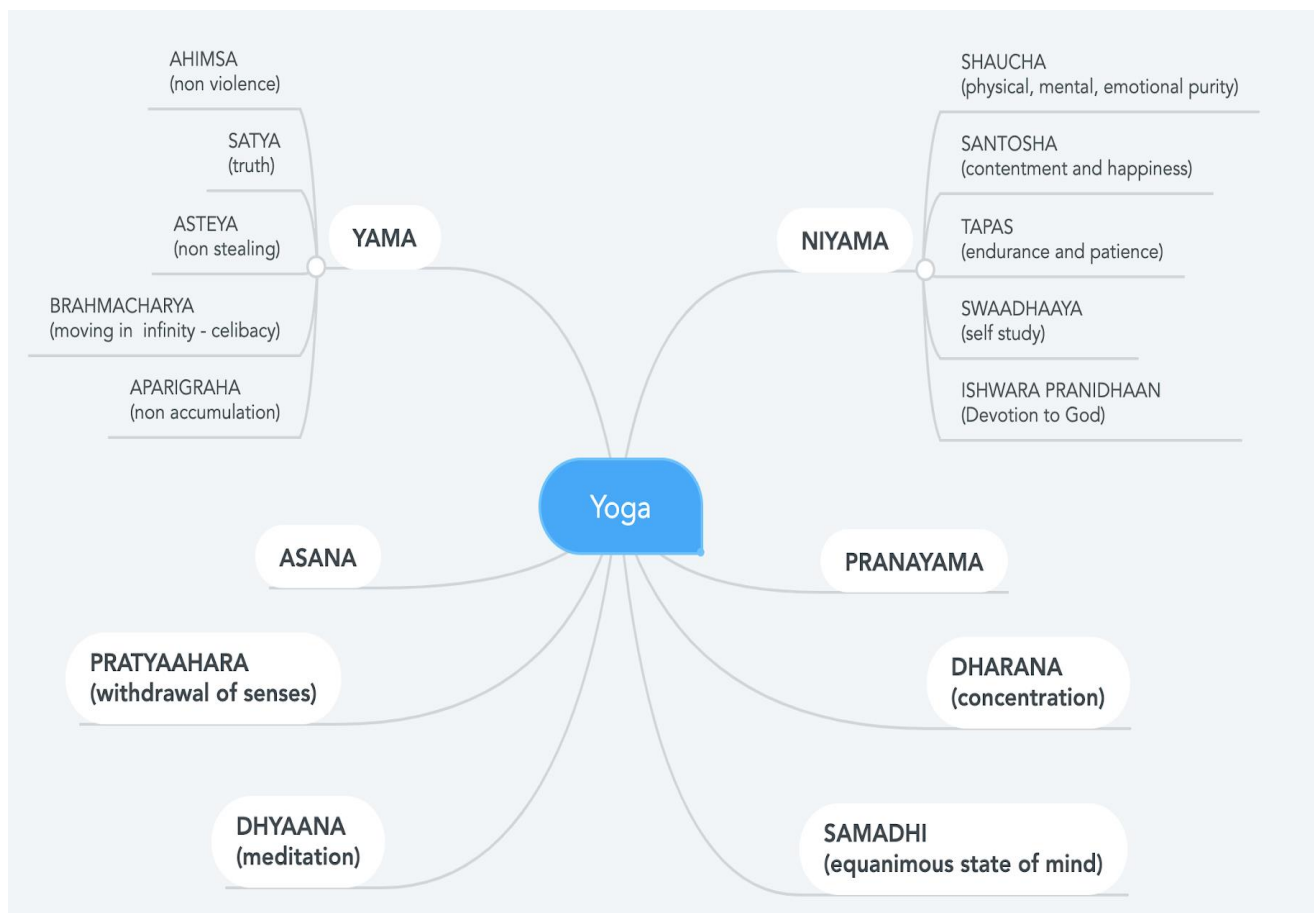 AHIMSA
(non violence)
SATYA
(truth)
ASTEYA
(non stealing)
BRAHMACHARYA
(moving in  infinity - celibacy)
APARIGRAHA
(non accumulation)
YAMA
NIYAMA
SHAUCHA
(physical, mental, emotional purity)
SANTOSHA
(contentment and happiness)
TAPAS
(endurance and patience)
SWAADHAAYA
(self study)
ISHWARA PRANIDHAAN
(Devotion to God)
Yoga
ASANA
PRANAYAMA
PRATYAAHARA
(withdrawal of senses)
DHARANA
(concentration)
DHYAANA
(meditation)
SAMADHI
(equanimous state of mind)